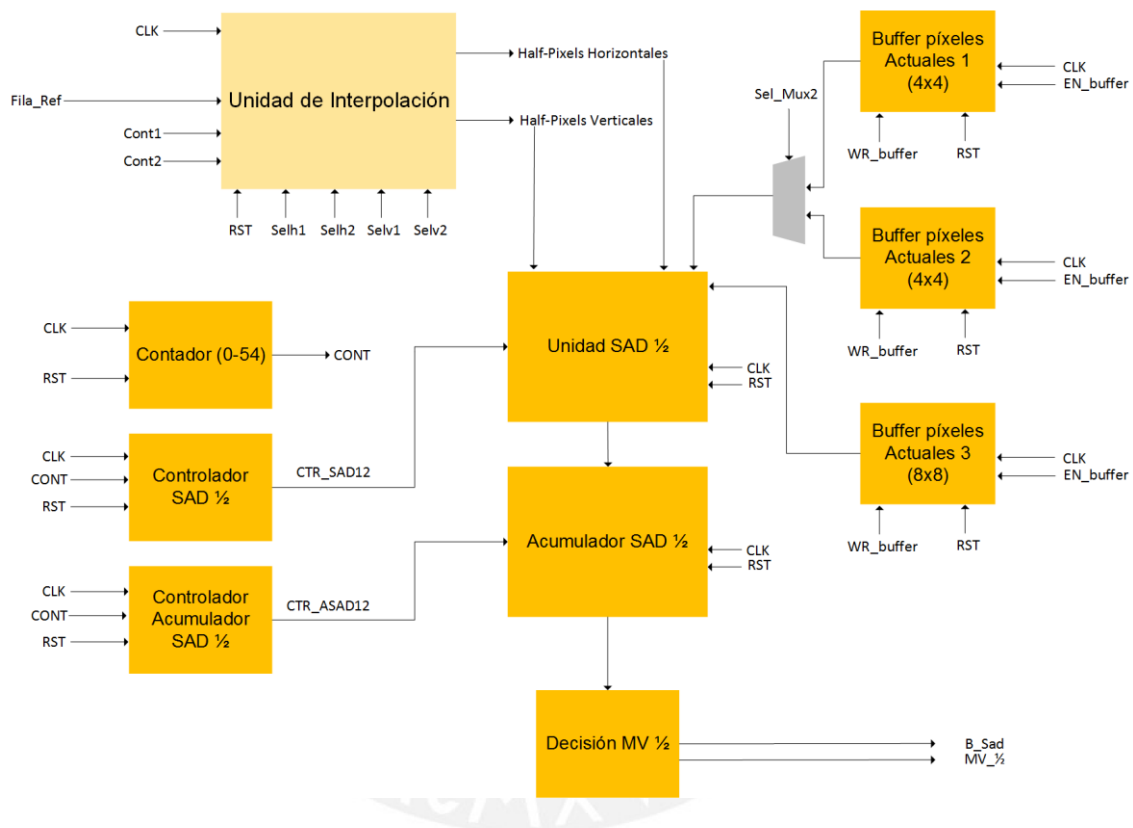 CLK
Fila_Ref
Cont1
Cont2
Unidad de Interpolación
RST
Selh1
Selh2
Selv1
Selv2
Half-Pixels Horizontales
Half-Pixels Verticales
Sel_Mux2
Buffer píxeles
Actuales 1
(4x4)
CLK
EN_buffer
WR_buffer
RST
Buffer píxeles
Actuales 2
(4x4)
CLK
EN_buffer
WR_buffer
RST
CLK
RST
Contador (0-54)
CONT
Unidad SAD ½
CLK
RST
Buffer píxeles
Actuales 3
(8x8)
CLK
EN_buffer
WR_buffer
RST
CLK
CONT
RST
Controlador
SAD ½
CTR_SAD12
Acumulador SAD ½
CLK
RST
CLK
CONT
RST
Controlador
Acumulador
SAD ½
CTR_ASAD12
Decisión MV ½
B_Sad
MV_½